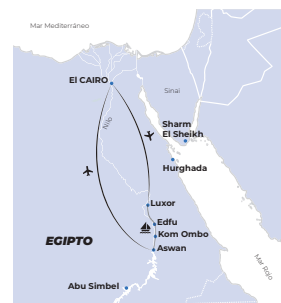 Mar Mediterráneo
El CAIRO
Sinai
Nilo
Sharm
El Sheikh
Hurghada
Luxor
Edfu
EGIPTO
Kom Ombo
Aswan
Mar Rojo
Abu Simbel